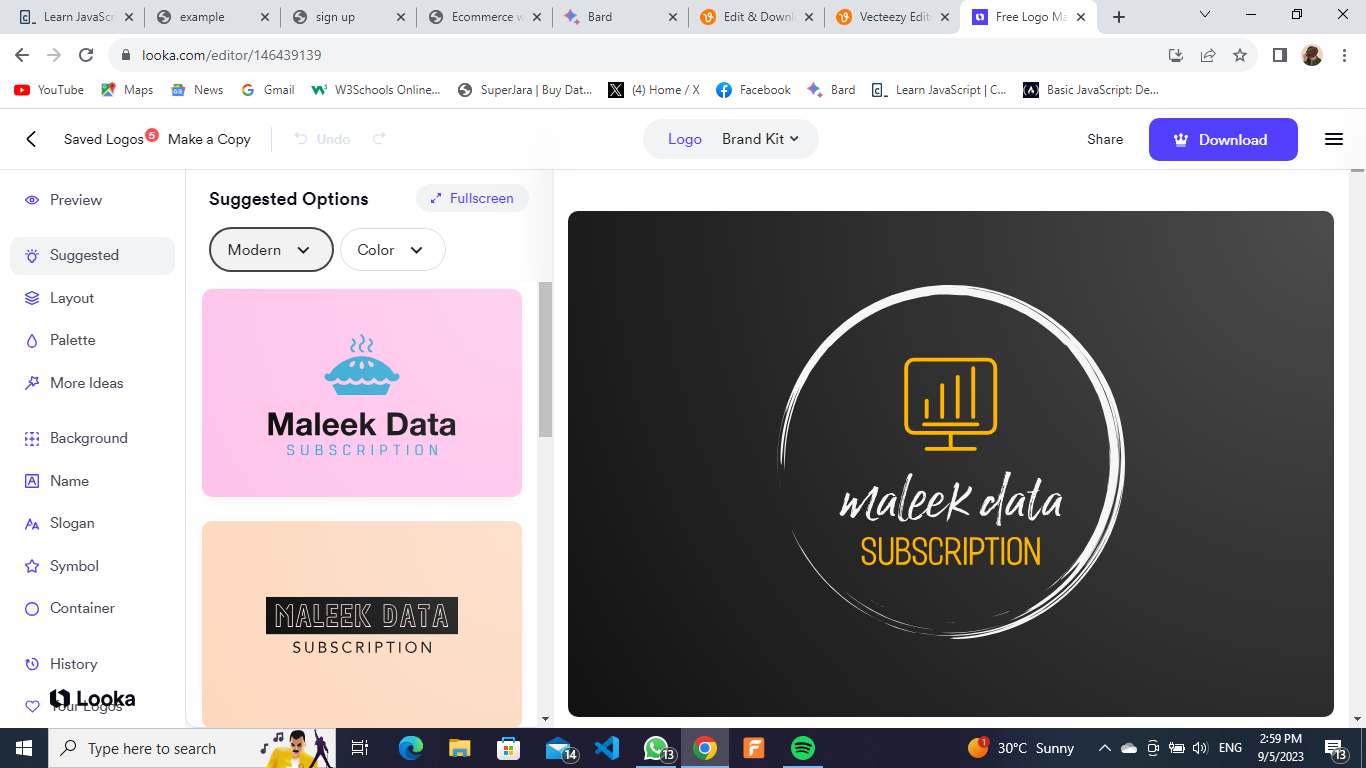 Learn JavaScri
example
sign up
Ecommerce w
Bard
Edit & Downl
Vecteezy Edit
Free Logo Ma
looka.com/editor/146439139
YouTube
Maps
News
Gmail
W3Schools Online...
SuperJara | Buy Dat...
(4) Home / X
Facebook
Bard
Learn JavaScript | C...
Basic JavaScript: De...
Saved Logos 5
Make a Copy
Undo
Logo
Brand Kit
Share
Download
Preview
Suggested
Layout
Palette
More Ideas
Background
Name
Slogan
Symbol
Container
History
Your Logos
Looka
Suggested Options
Fullscreen
Modern
Color
Maleek Data
SUBSCRIPTION
MALEEK DATA
SUBSCRIPTION
maleek data
SUBSCRIPTION
Type here to search
14
13
1
30°C Sunny
ENG
2:59 PM
9/5/2023
13